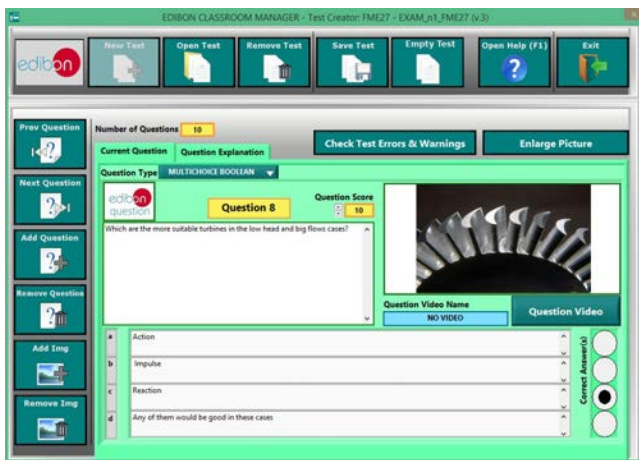 EDIBON CLASSROOM MANAGER - Test Creator: FME27 - EXAM_n1_FME27 (v.3)
edibon
New Test
Open Test
Remove Test
Save Test
Empty Test
Open Help (F1)
Exit
Prev Question
Next Question
Add Question
Remove Question
Add Img
Remove Img
Number of Questions 10
Current Question
Question Explanation
Check Test Errors & Warnings
Enlarge Picture
Question Type MULTICHOICE BOOLEAN
edibon
question
Question 8
Question Score
10
Which are the more suitable turbines in the low head and big flows cases?
Question Video Name
NO VIDEO
Question Video
a Action
b Impulse
c Reaction
d Any of them would be good in these cases
Correct Answer(s)